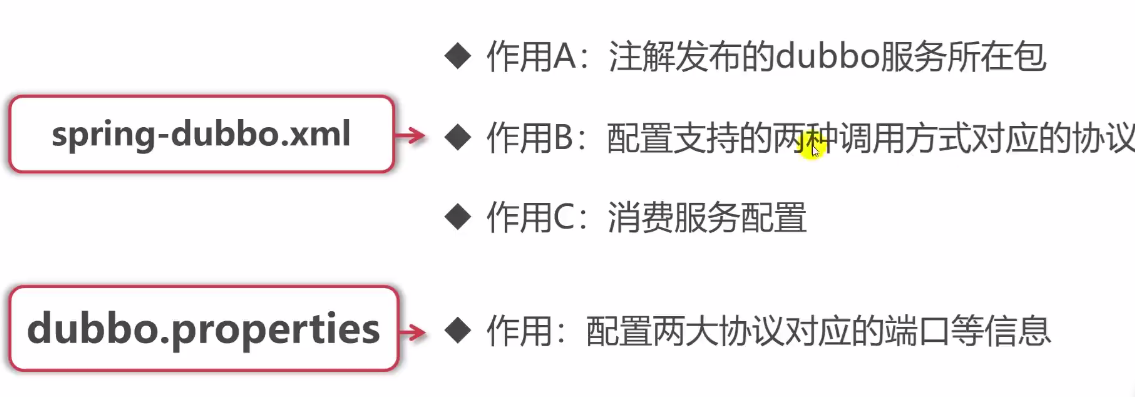 作用A：注解发布的dubbo服务所在包
spring-dubbo.xml
作用B：配置支持的两种调用方式对应的协议
作用C：消费服务配置
dubbo.properties
作用：配置两大协议对应的端口等信息